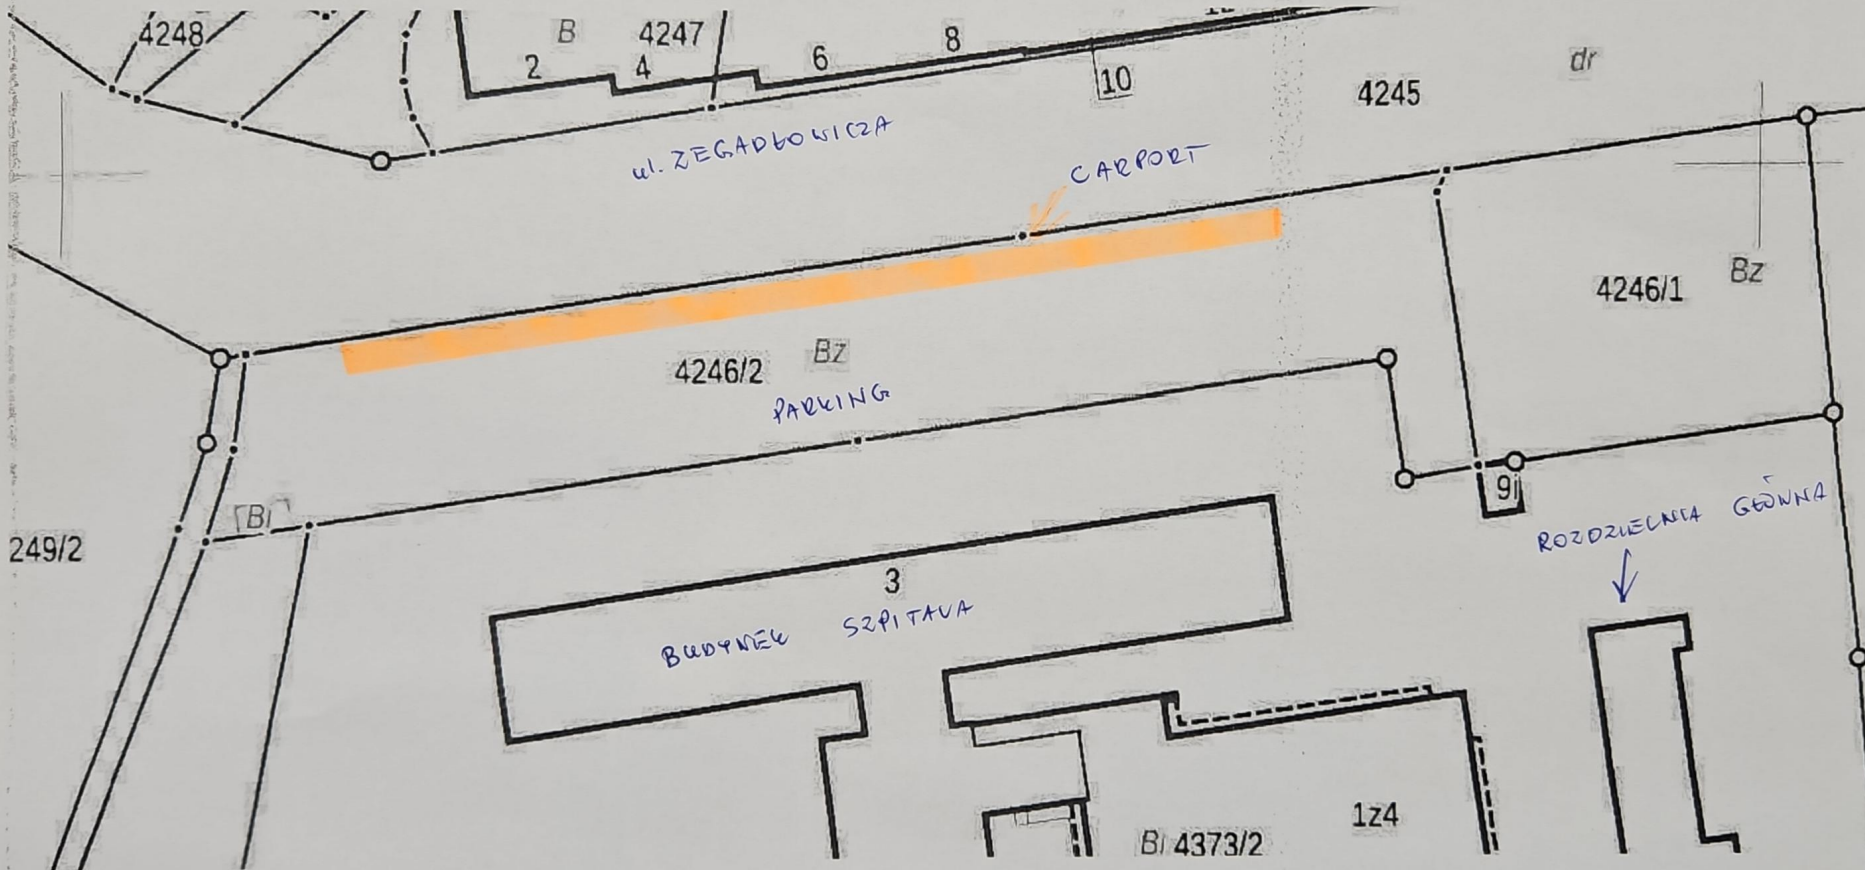 4248
B
4247
2
4
6
8
10
4245
dr
ul. ZEGADŁOWICZA
CARPORT
4246/1
Bz
4246/2
Bz
PARKING
249/2
Bi
9i
ROZDZIELNIA GŁÓWNA
3
BUDYNEK SZPITALA
1z4
Bi 4373/2